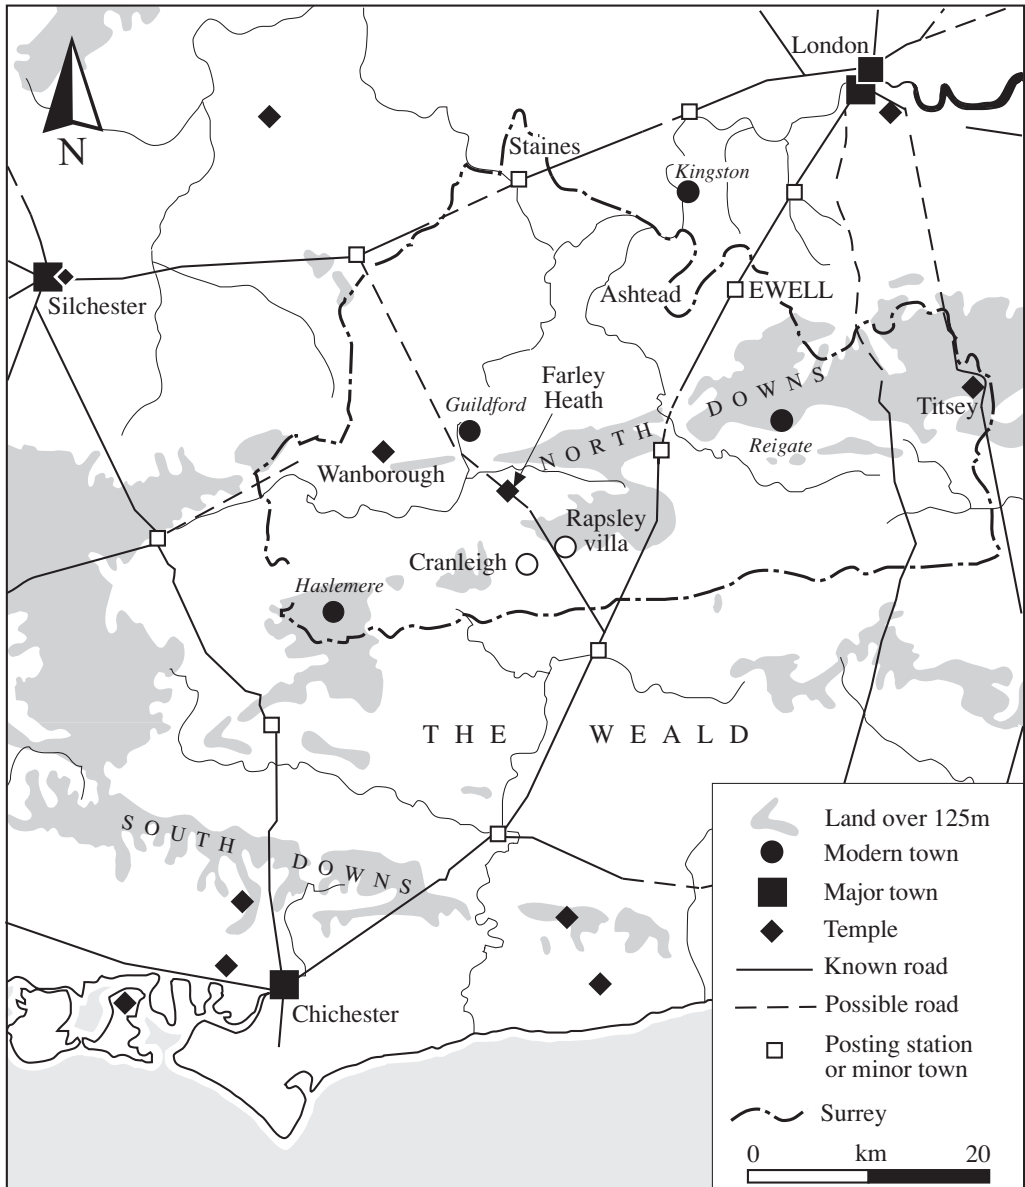 London
Staines
Kingston
N
Silchester
Ashtead
EWELL
Farley
Heath
Guildford
NORTH DOWNS
Titsey
Reigate
Wanborough
Rapsley
villa
Cranleigh
Haslemere
THE WEALD
SOUTH DOWNS
Chichester
Land over 125m
Modern town
Major town
Temple
Known road
Possible road
Posting station
or minor town
Surrey
0 km 20